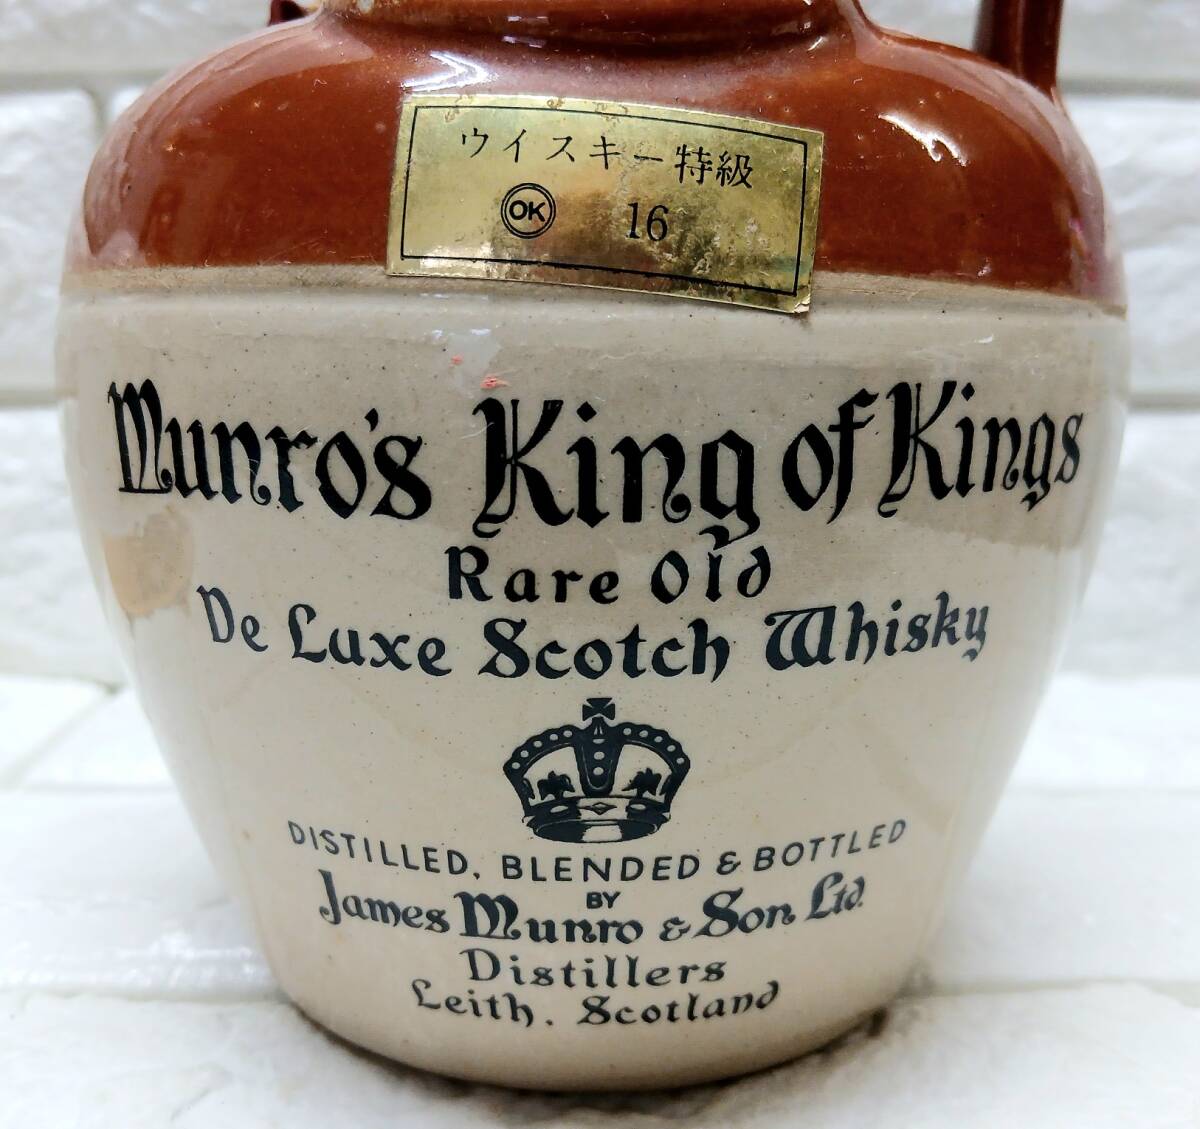 ウイスキー特級
OK 16
Munro's King of Kings
Rare Old
De Luxe Scotch Whisky
DISTILLED, BLENDED & BOTTLED
BY
James Munro & Son Ltd.
Distillers
Leith. Scotland